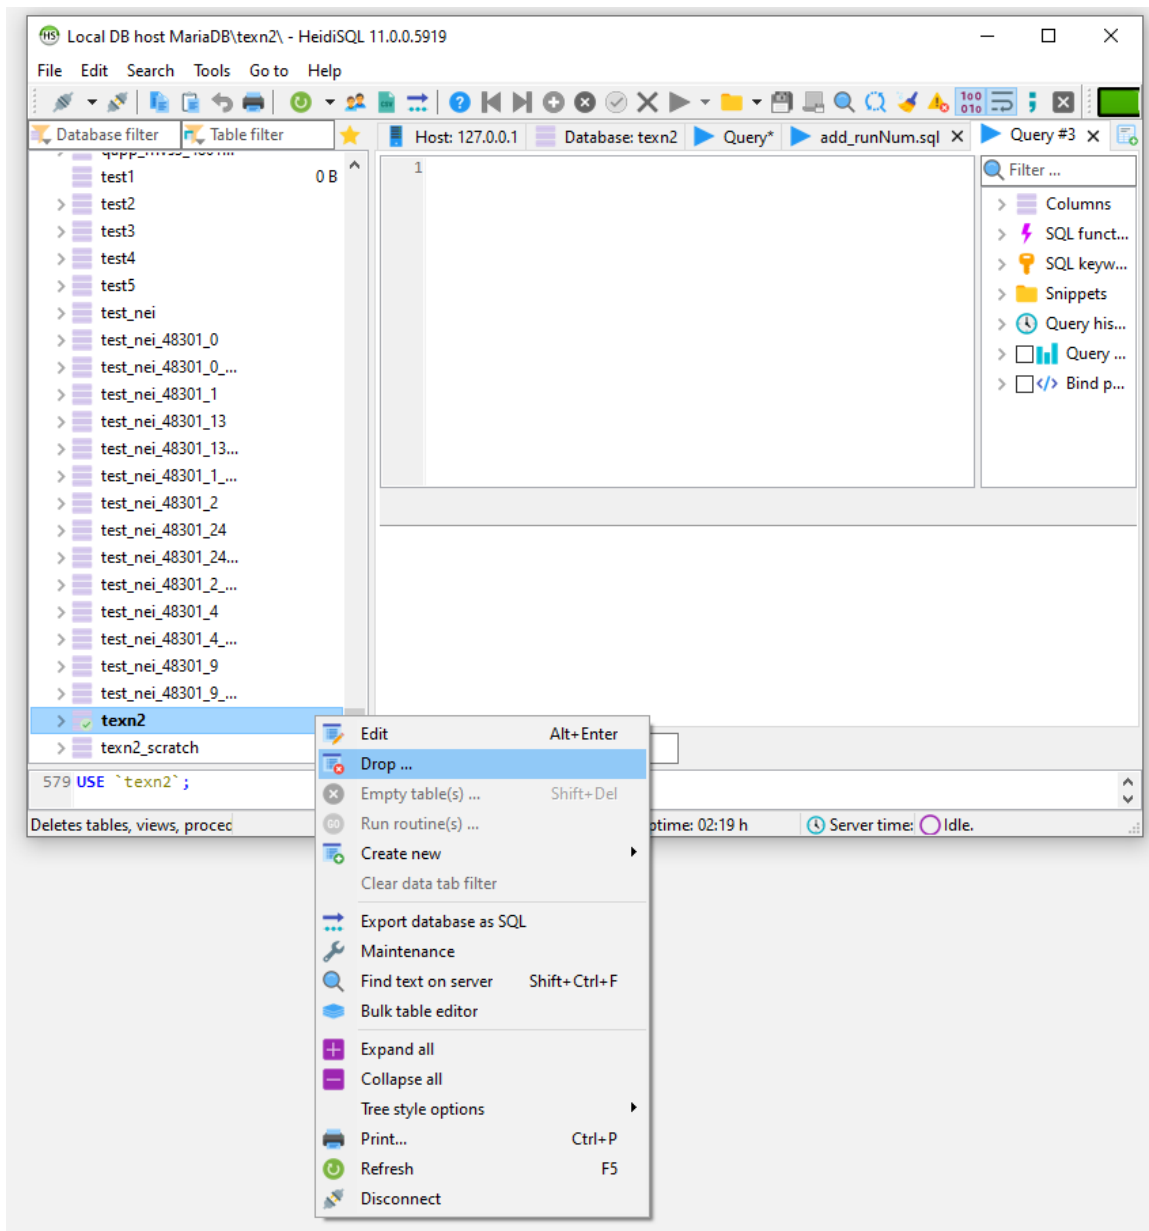 Local DB host MariaDB\texn2\ - HeidiSQL 11.0.0.5919
File Edit Search Tools Go to Help
Database filter Table filter
Host: 127.0.0.1 Database: texn2 Query* add_runNum.sql Query #3
1
Filter ...
Columns
SQL funct...
SQL keyw...
Snippets
Query his...
Query ...
Bind p...
test1 0 B
test2
test3
test4
test5
test_nei
test_nei_48301_0
test_nei_48301_0_...
test_nei_48301_1
test_nei_48301_13
test_nei_48301_13...
test_nei_48301_1_...
test_nei_48301_2
test_nei_48301_24
test_nei_48301_24...
test_nei_48301_2_...
test_nei_48301_4
test_nei_48301_4_...
test_nei_48301_9
test_nei_48301_9_...
texn2
texn2_scratch
579 USE `texn2`;
Deletes tables, views, proced
ptime: 02:19 h Server time: Idle.
Edit Alt+Enter
Drop ...
Empty table(s) ... Shift+Del
Run routine(s) ...
Create new
Clear data tab filter
Export database as SQL
Maintenance
Find text on server Shift+Ctrl+F
Bulk table editor
Expand all
Collapse all
Tree style options
Print... Ctrl+P
Refresh F5
Disconnect